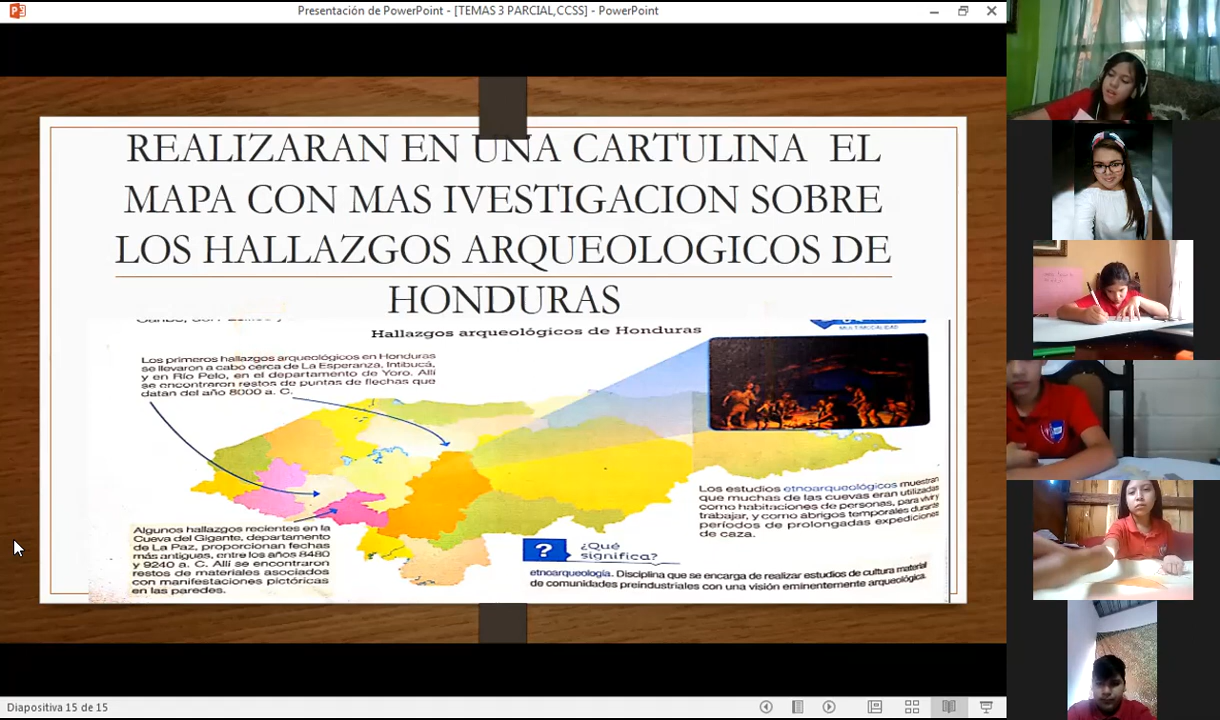 Presentación de PowerPoint - [TEMAS 3 PARCIAL,CCSS] - PowerPoint
REALIZARAN EN UNA CARTULINA EL
MAPA CON MAS IVESTIGACION SOBRE
LOS HALLAZGOS ARQUEOLOGICOS DE
HONDURAS
Hallazgos arqueológicos de Honduras
Los primeros hallazgos arqueológicos en Honduras
se llevaron a cabo cerca de La Esperanza, Intibucá,
y en Río Pelo, en el departamento de Yoro. Allí
se encontraron restos de puntas de flechas que
datan del año 8000 a. C.
Algunos hallazgos recientes en la
Cueva del Gigante, departamento
de La Paz, proporcionan fechas
más antiguas, entre los años 8480
y 9240 a. C. Allí se encontraron
restos de materiales asociados
con manifestaciones pictóricas
en las paredes.
Los estudios etnoarqueológicos muestran
que muchas de las cuevas eran utilizadas
como habitaciones de personas, para vivir y
trabajar, y como abrigos temporales durante
períodos de prolongadas expediciones
de caza.
?
¿Qué
significa?
etnoarqueología. Disciplina que se encarga de realizar estudios de cultura material
de comunidades preindustriales con una visión eminentemente arqueológica.
Diapositiva 15 de 15